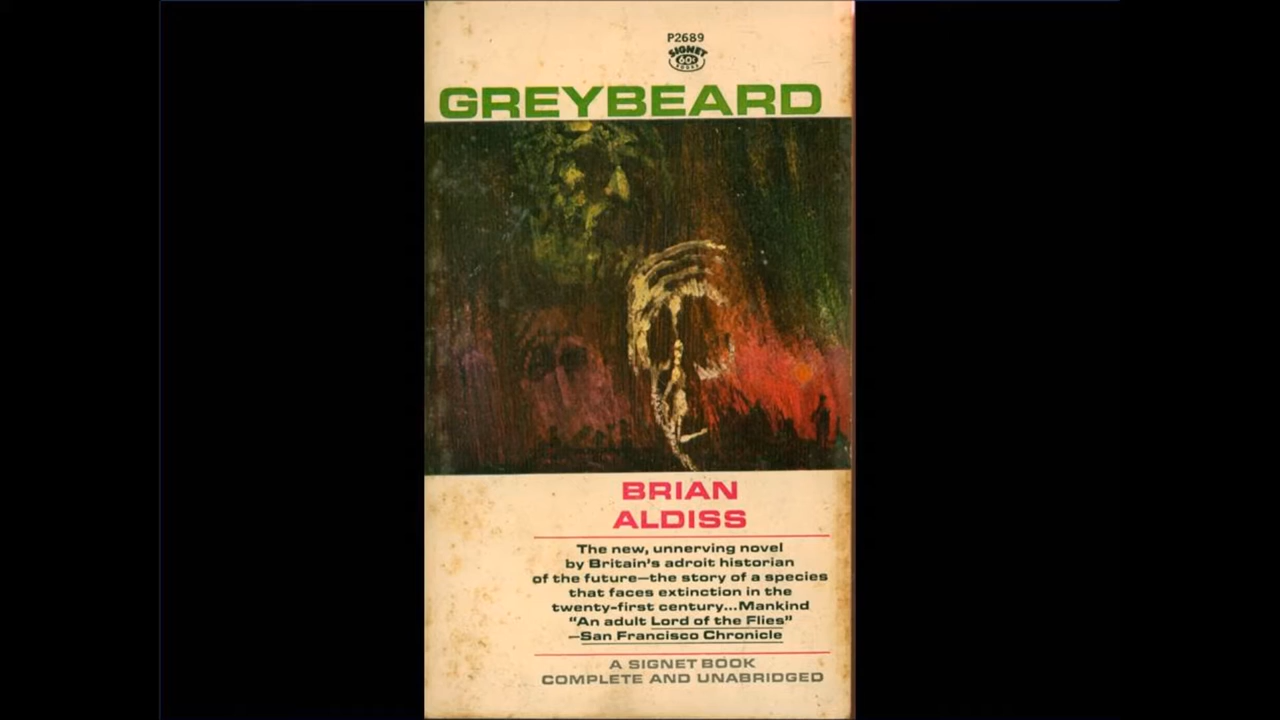 P2689
SIGNET
60¢
BOOKS
GREYBEARD
BRIAN
ALDISS
The new, unnerving novel
by Britain's adroit historian
of the future—the story of a species
that faces extinction in the
twenty-first century...Mankind
"An adult Lord of the Flies"
—San Francisco Chronicle
A SIGNET BOOK
COMPLETE AND UNABRIDGED